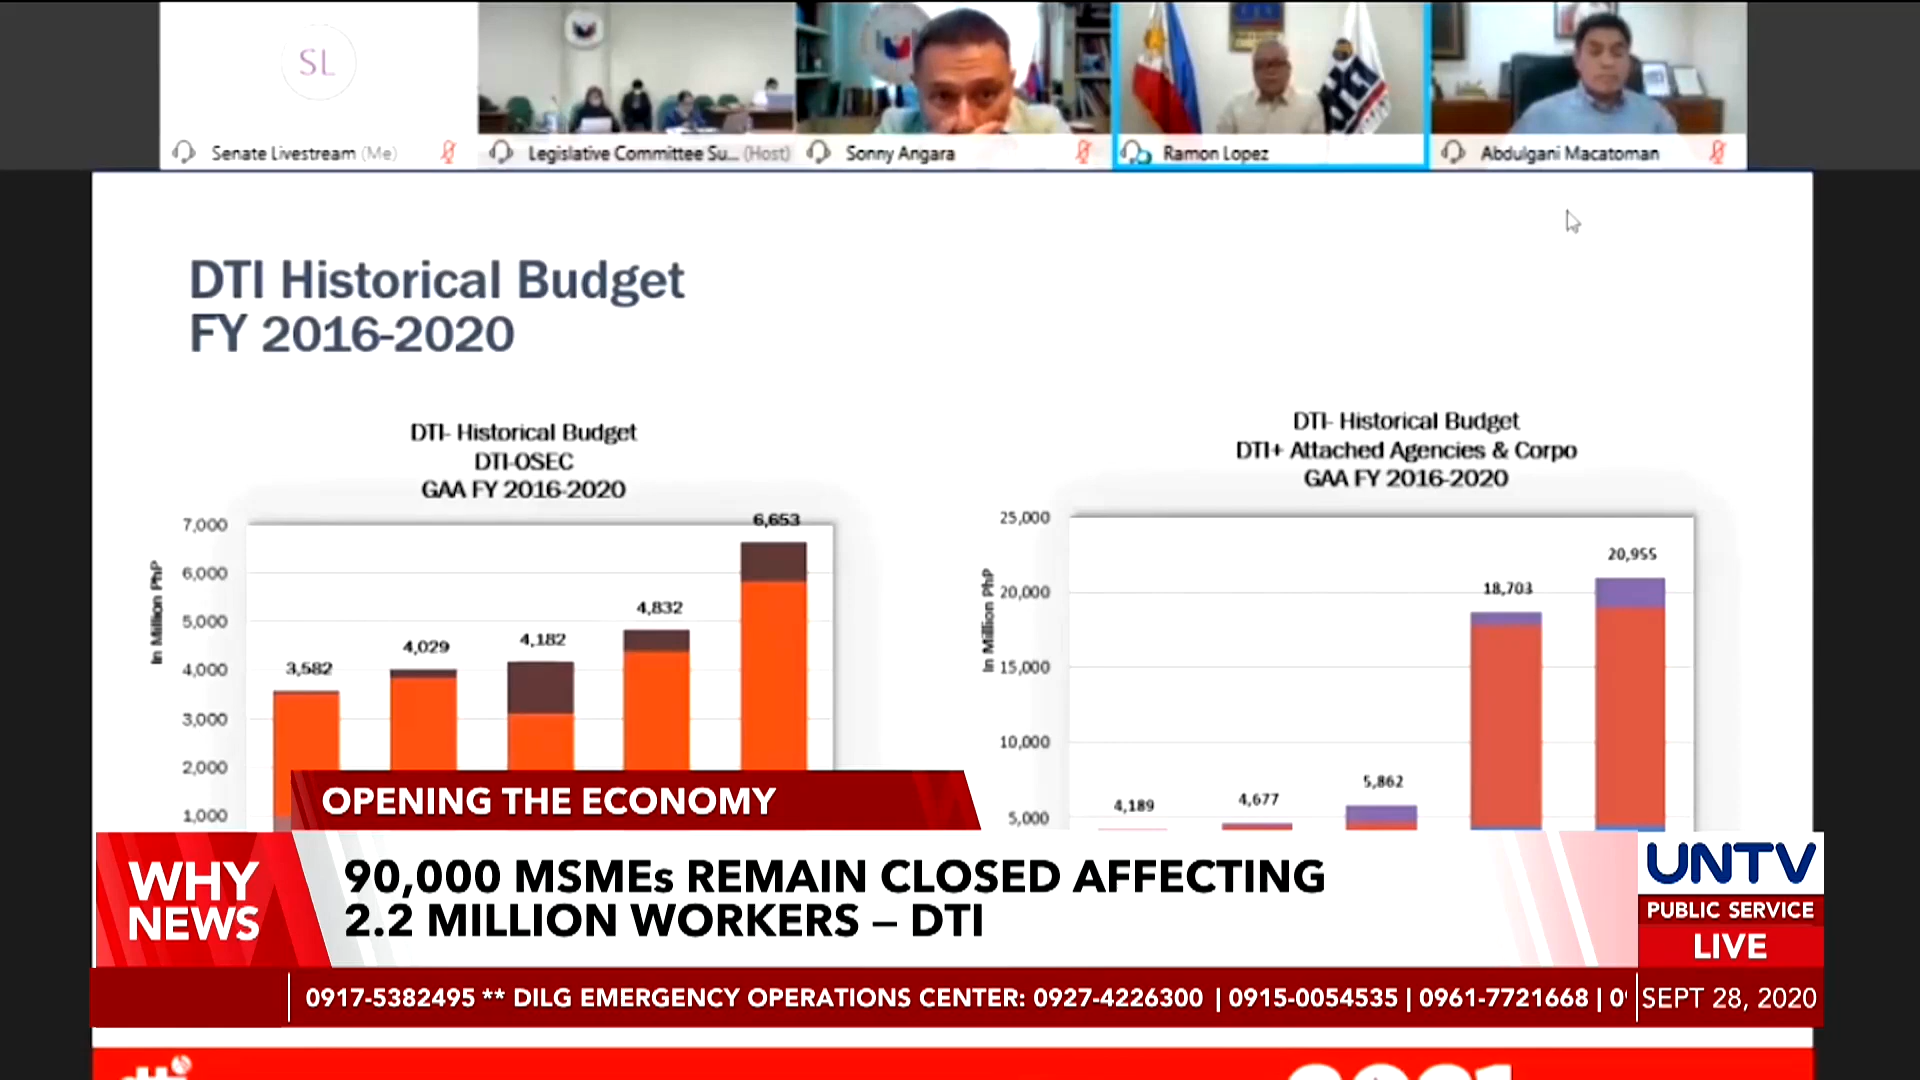 SL
Senate Livestream (Me)
Legislative Committee Su... (Host)
Sonny Angara
Ramon Lopez
Abdulgani Macatoman
dti
DTI Historical Budget
FY 2016-2020
DTI- Historical Budget
DTI-OSEC
GAA FY 2016-2020
In Million PhP
7,000
6,000
5,000
4,000
3,000
2,000
1,000
3,582
4,029
4,182
4,832
6,653
DTI- Historical Budget
DTI+ Attached Agencies & Corpo
GAA FY 2016-2020
In Million PhP
25,000
20,000
15,000
10,000
5,000
4,189
4,677
5,862
18,703
20,955
OPENING THE ECONOMY
WHY
NEWS
90,000 MSMEs REMAIN CLOSED AFFECTING
2.2 MILLION WORKERS – DTI
UNTV
PUBLIC SERVICE
LIVE
0917-5382495 ** DILG EMERGENCY OPERATIONS CENTER: 0927-4226300 | 0915-0054535 | 0961-7721668 | 0
SEPT 28, 2020